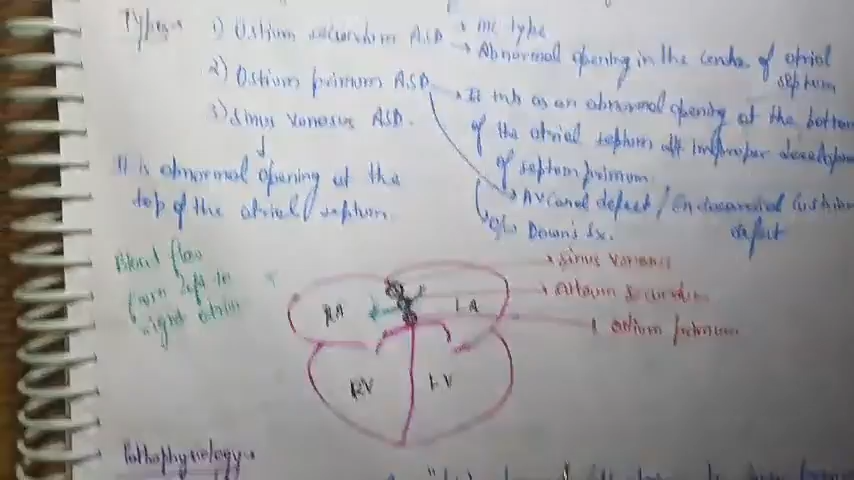 Types 1) Ostium secundum ASD → mc type
→ Abnormal opening in the center of atrial
septum
2) Ostium primum ASD.
→ It as an abnormal opening at the bottom
3) Sinus venosus ASD.
of the atrial septum improper develop
of septum primum.
It is abnormal opening at the
top of the atrial septum.
→ AV canal defect / Endocardial Cushion
defect
Down's Sx.
Blood flow
from left to
right atrium
RA
LA
RV
LV
sinus venosus
ostium secundum
ostium primum
Pathophysiology